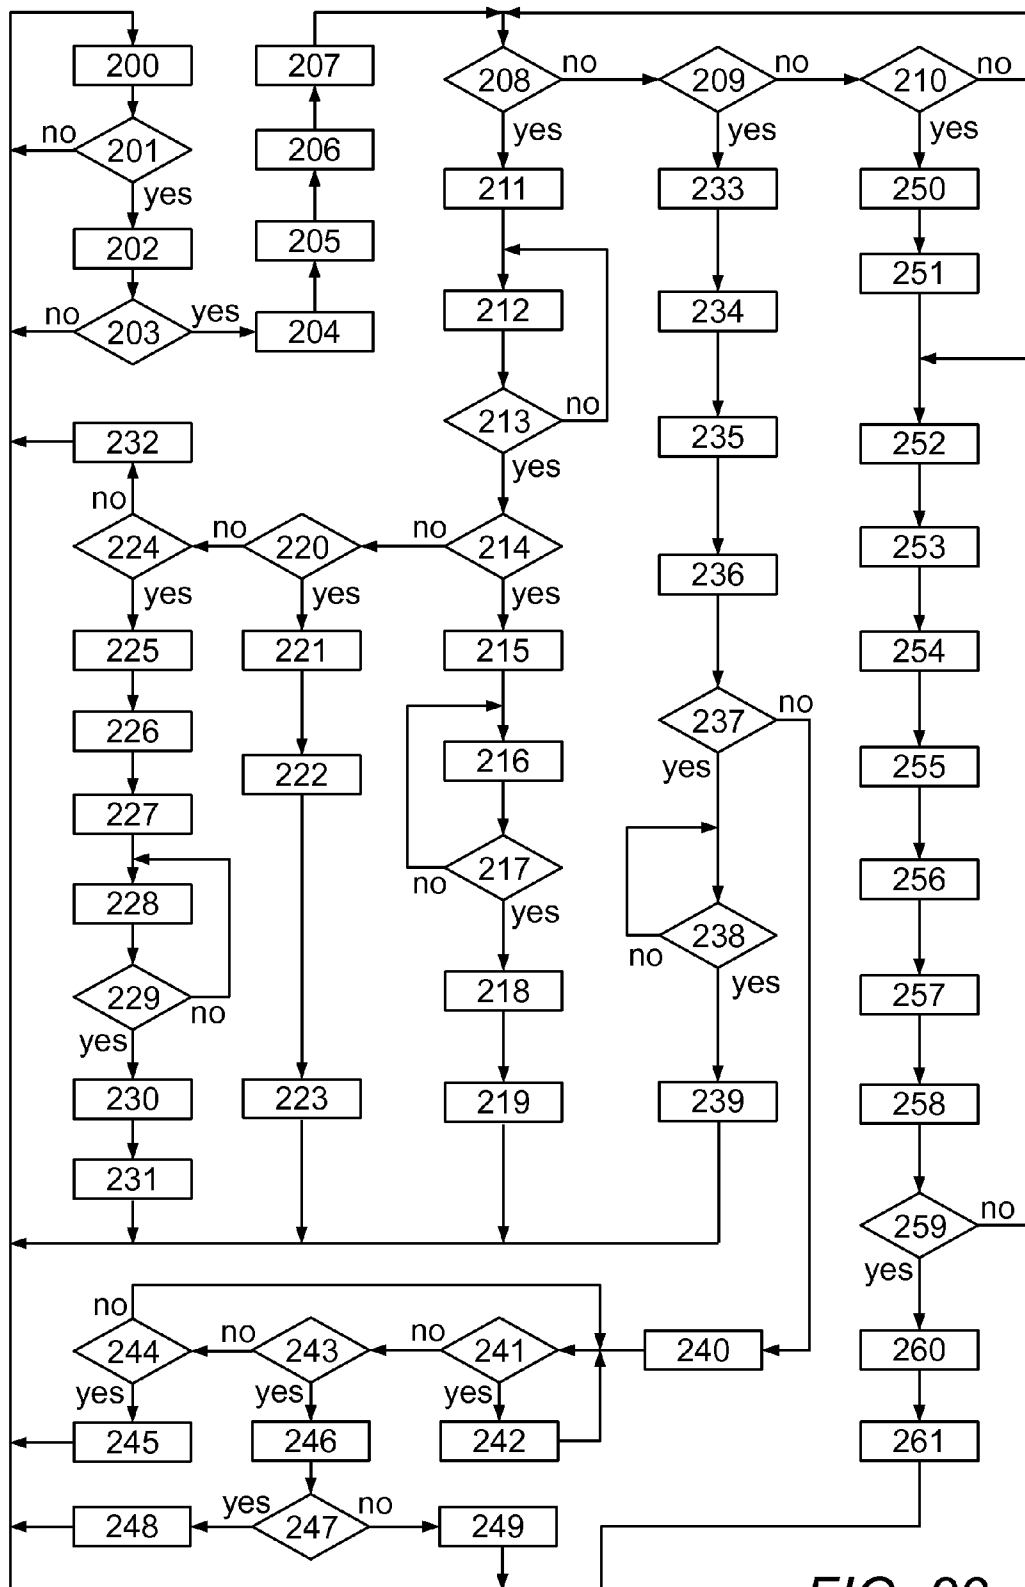 200 207 208 no 209 no 210 no
yes yes yes
no 201 206
yes 211 233 250
202 205 251
no 203 yes 204 212 234
213 no
232 yes 235 252
no
224 no 220 no 214 253
yes yes yes 236
225 221 215 254
226 237 no
216 yes 255
227 222
217
no yes 256
228 238
no yes
229 no 218 257
yes
230 223 219 239 258
231
259 no
yes
no
244 no 243 no 241 240 260
yes yes yes
245 246 242 261
248 yes 247 no 249